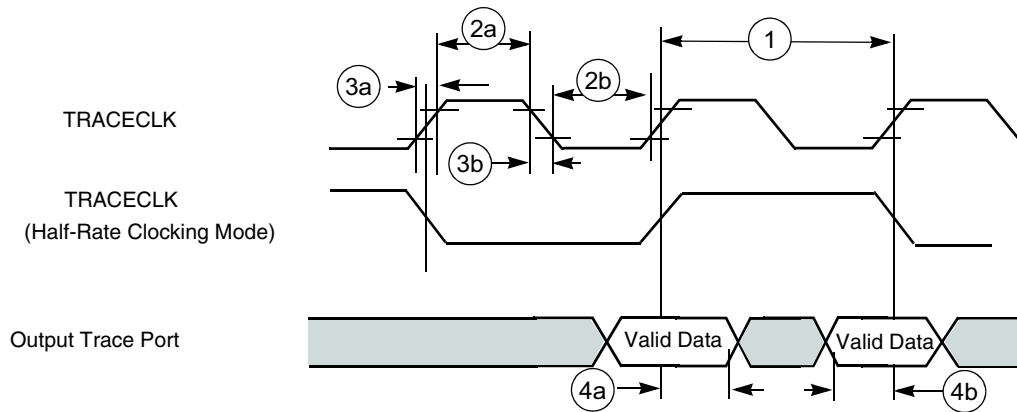 2a
1
3a
2b
TRACECLK
3b
TRACECLK
(Half-Rate Clocking Mode)
Output Trace Port
Valid Data
Valid Data
4a
4b